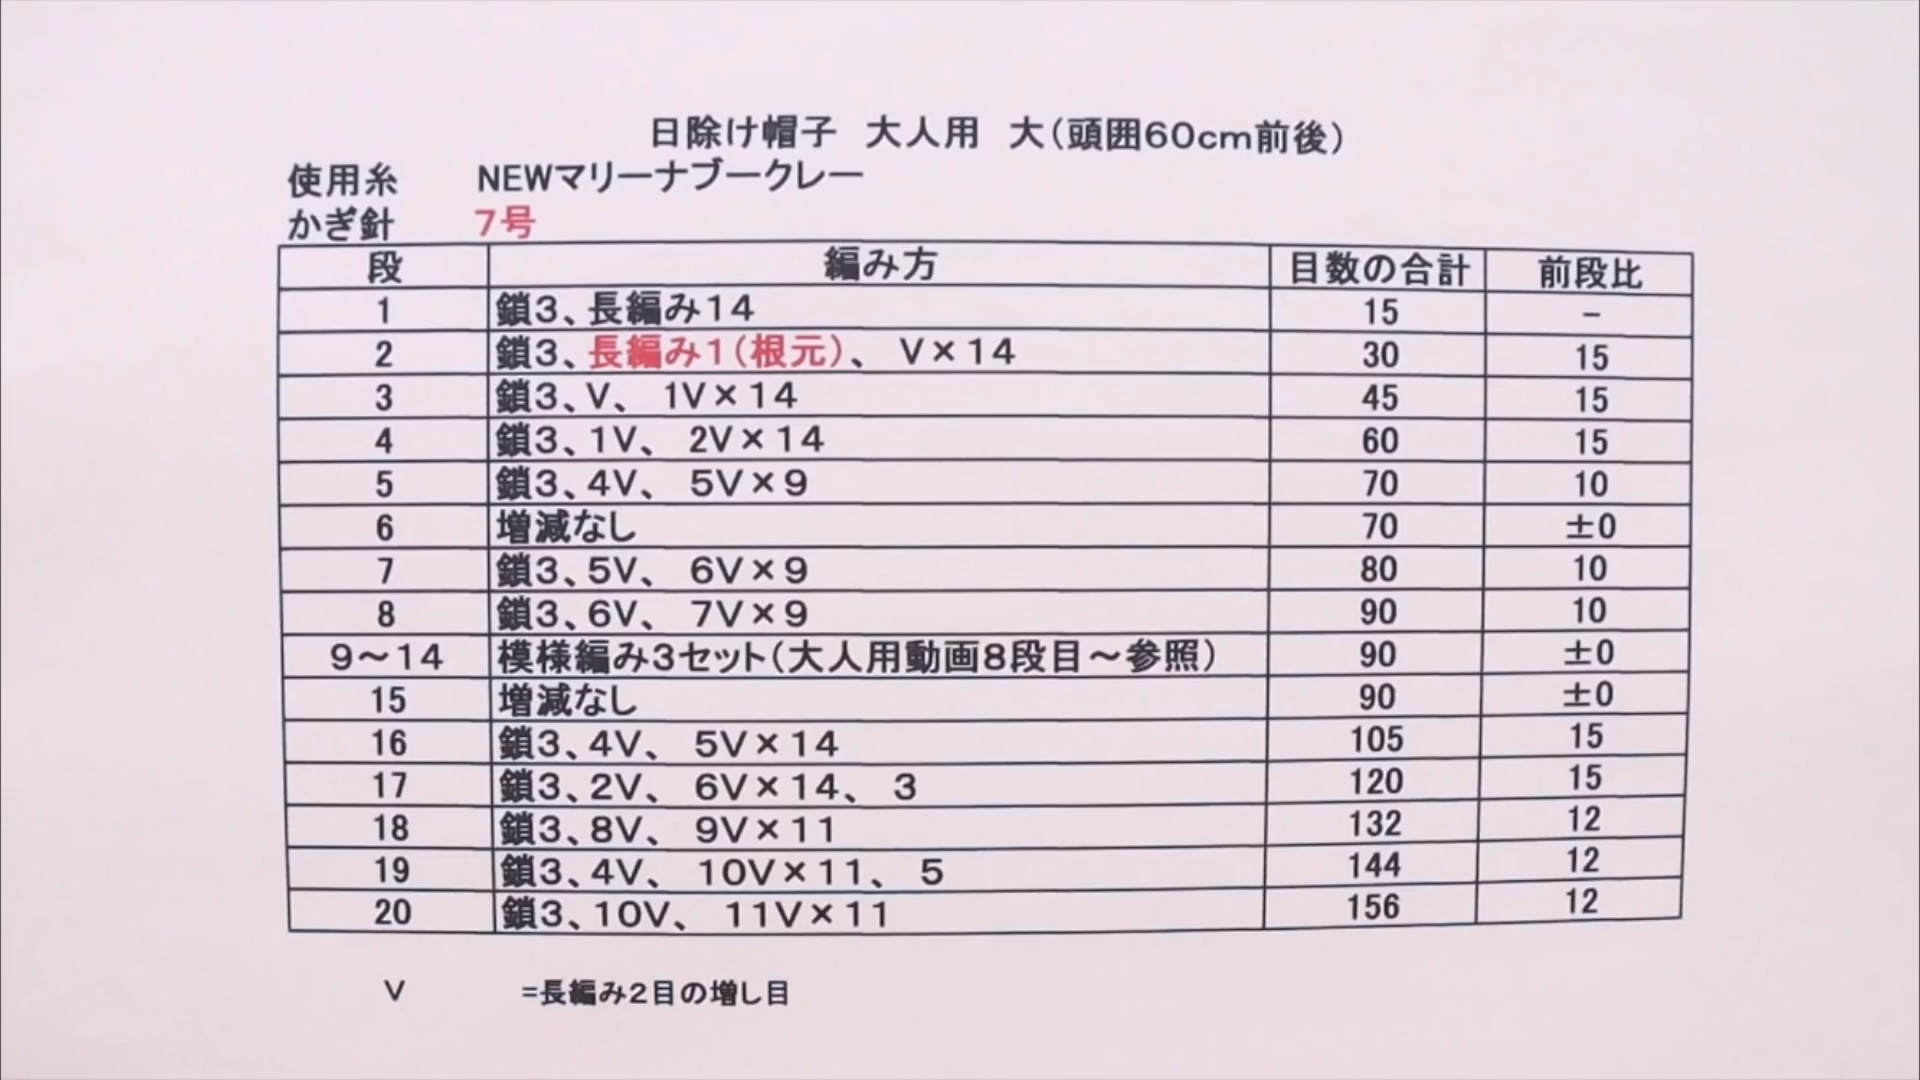 日除け帽子　大人用　大(頭囲60cm前後)
使用糸　NEWマリーナブークレー
かぎ針　7号
段　編み方　目数の合計　前段比
1　鎖3、長編み14　15　-
2　鎖3、長編み1(根元)、V×14　30　15
3　鎖3、V、1V×14　45　15
4　鎖3、1V、2V×14　60　15
5　鎖3、4V、5V×9　70　10
6　増減なし　70　±0
7　鎖3、5V、6V×9　80　10
8　鎖3、6V、7V×9　90　10
9～14　模様編み3セット(大人用動画8段目～参照)　90　±0
15　増減なし　90　±0
16　鎖3、4V、5V×14　105　15
17　鎖3、2V、6V×14、3　120　15
18　鎖3、8V、9V×11　132　12
19　鎖3、4V、10V×11、5　144　12
20　鎖3、10V、11V×11　156　12
V　=長編み2目の増し目